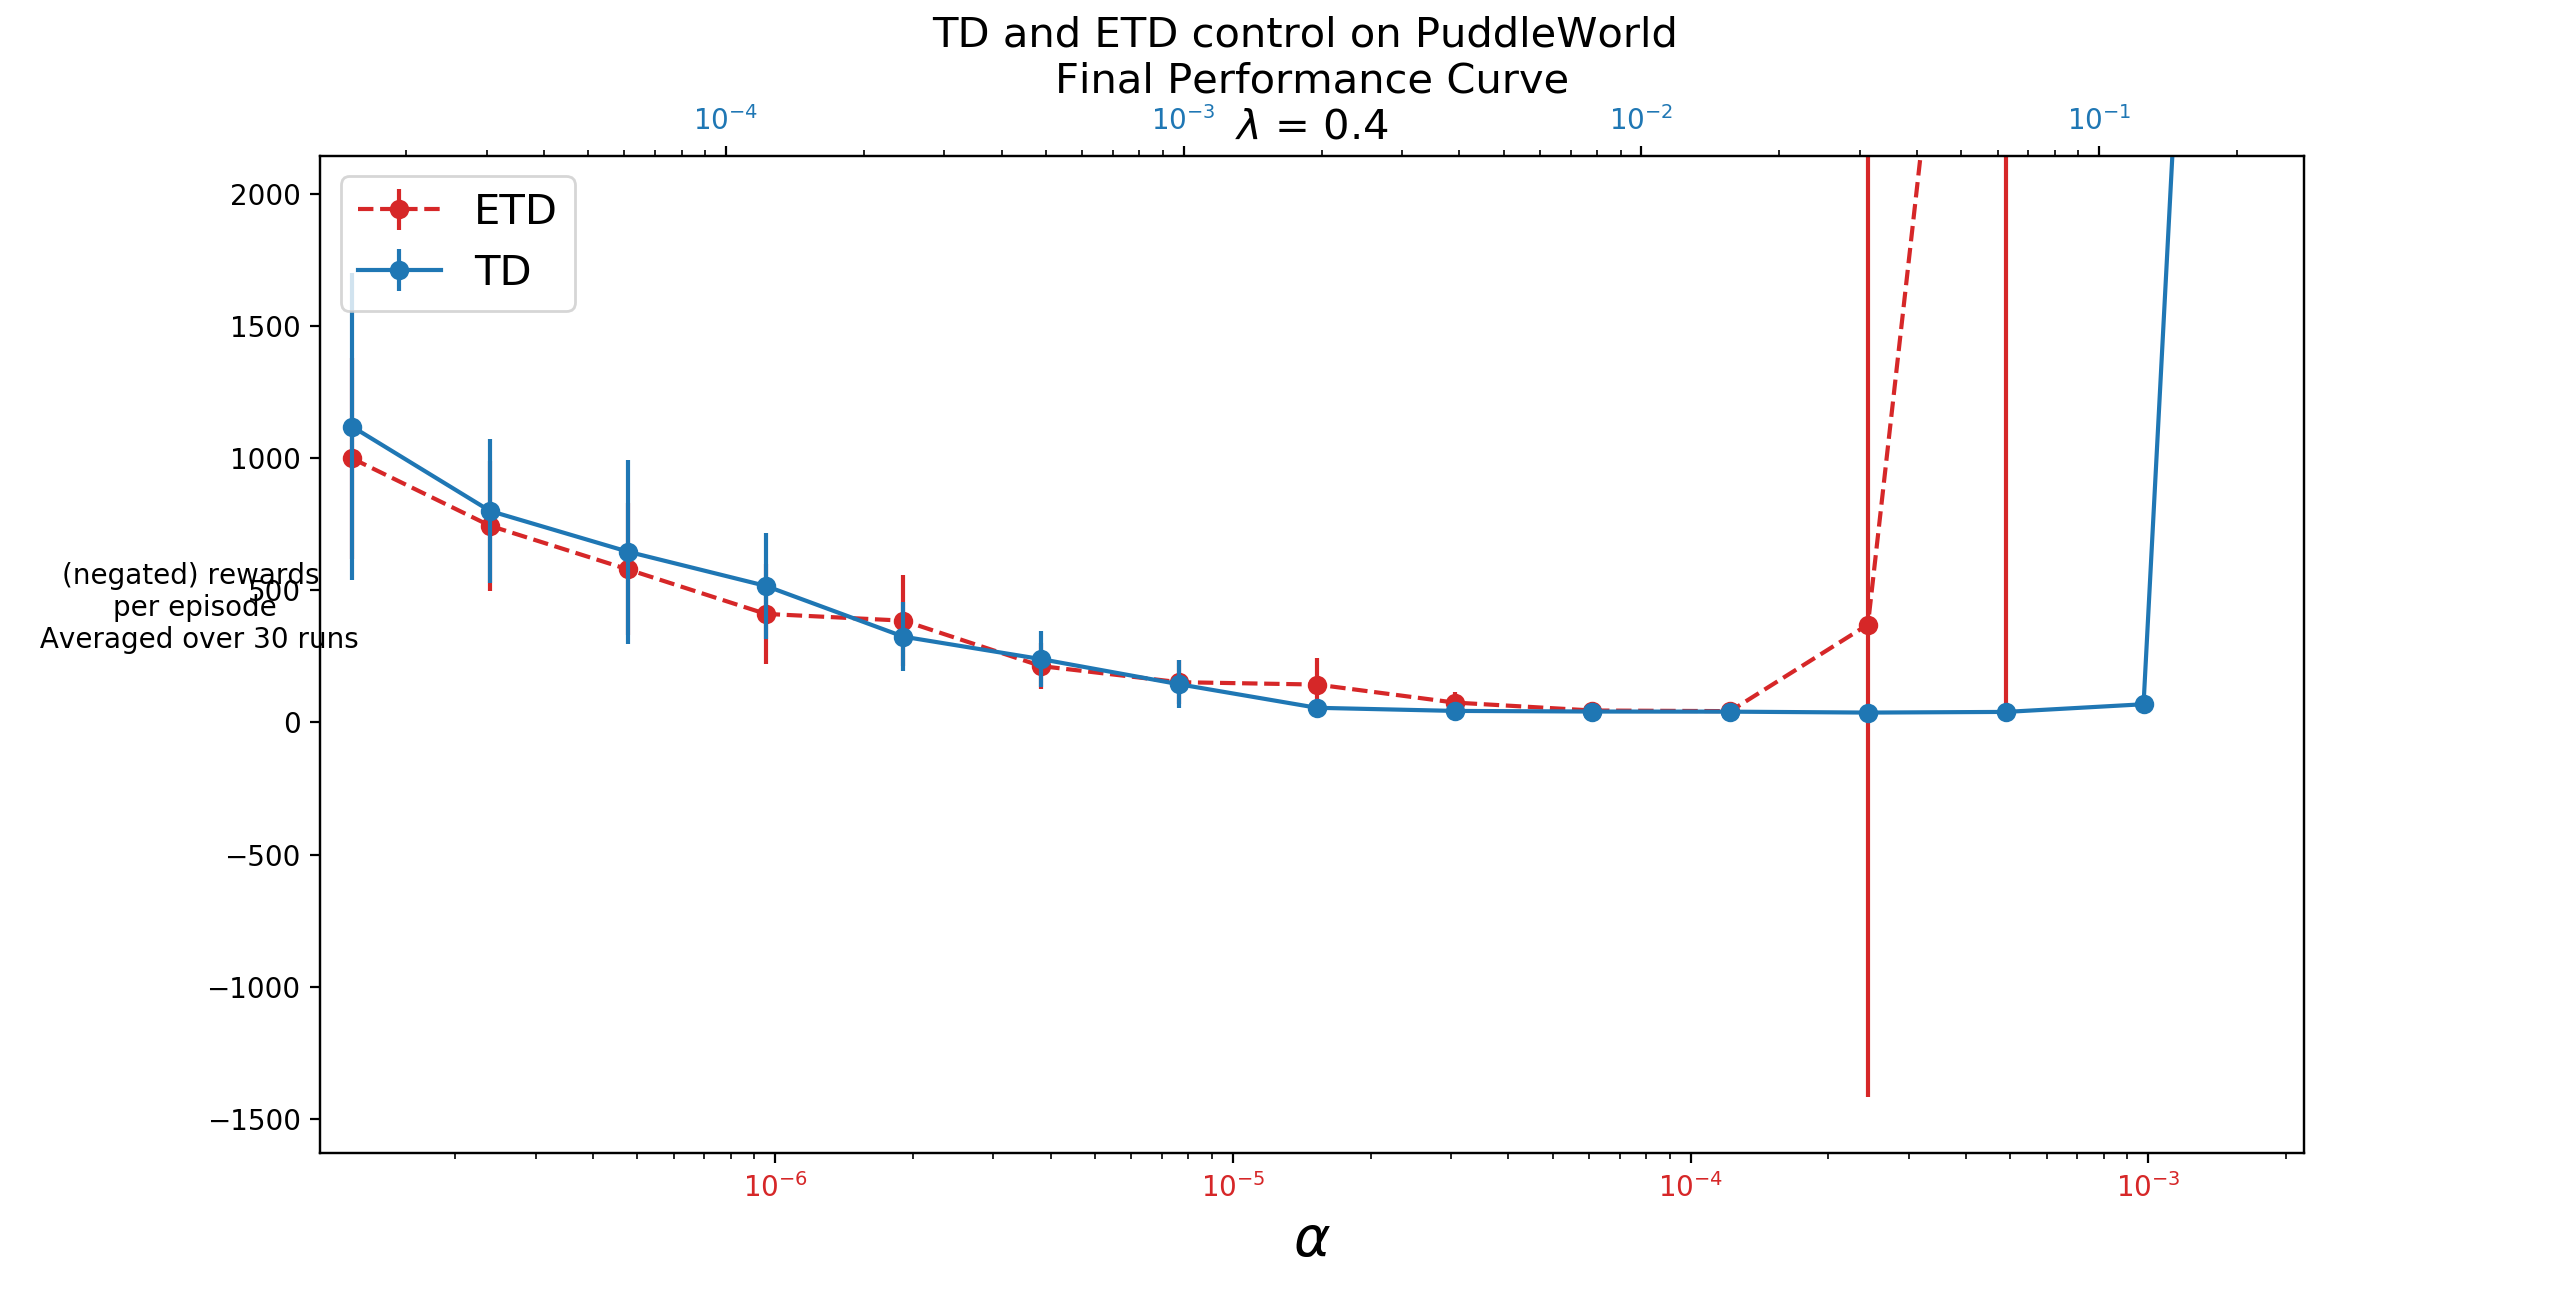 TD and ETD control on PuddleWorld
Final Performance Curve
λ = 0.4
10⁻⁴ 10⁻³ 10⁻² 10⁻¹
ETD
TD
2000
1500
1000
500
0
−500
−1000
−1500
(negated) rewards
per episode
Averaged over 30 runs
10⁻⁶ 10⁻⁵ 10⁻⁴ 10⁻³
α